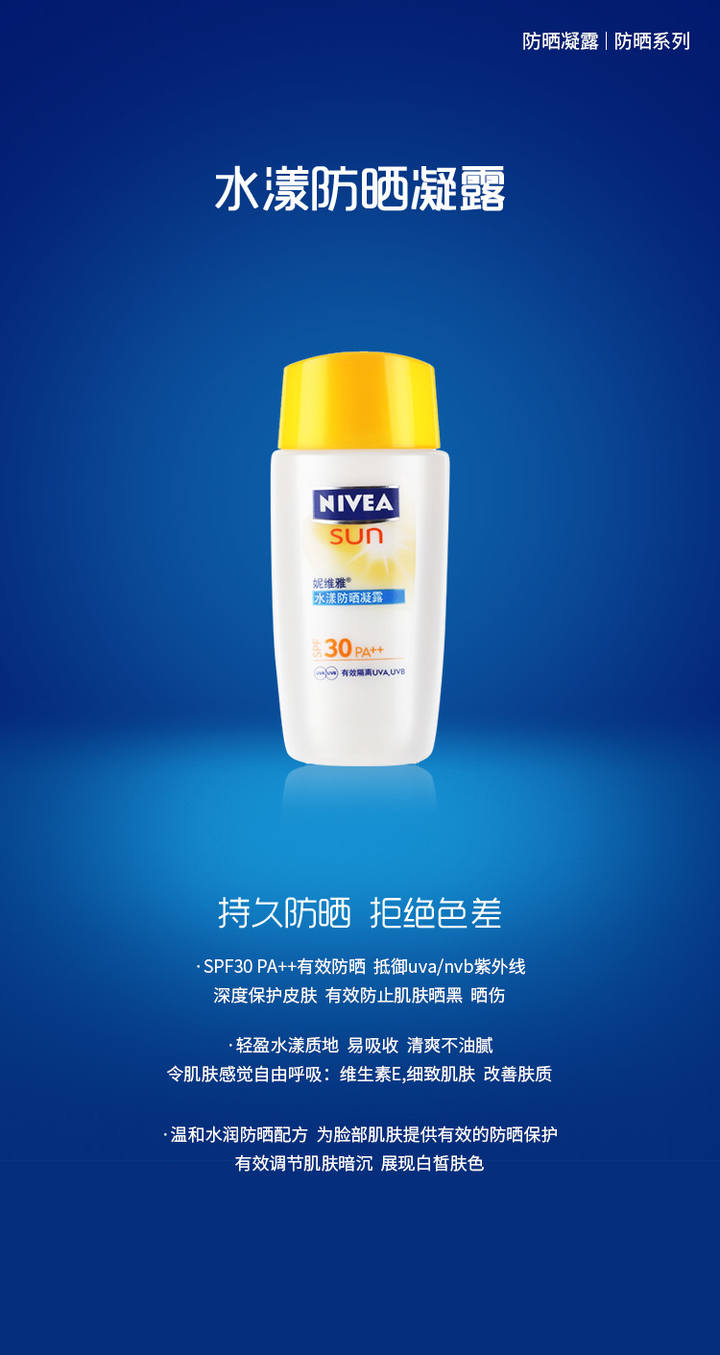 防晒凝露 | 防晒系列
水漾防晒凝露
NIVEA
sun
妮维雅®
水漾防晒凝露
SPF 30 PA++
UVA UVB 有效隔离UVA,UVB
持久防晒 拒绝色差
·SPF30 PA++有效防晒 抵御uva/nvb紫外线
深度保护皮肤 有效防止肌肤晒黑 晒伤
·轻盈水漾质地 易吸收 清爽不油腻
令肌肤感觉自由呼吸：维生素E,细致肌肤 改善肤质
·温和水润防晒配方 为脸部肌肤提供有效的防晒保护
有效调节肌肤暗沉 展现白皙肤色